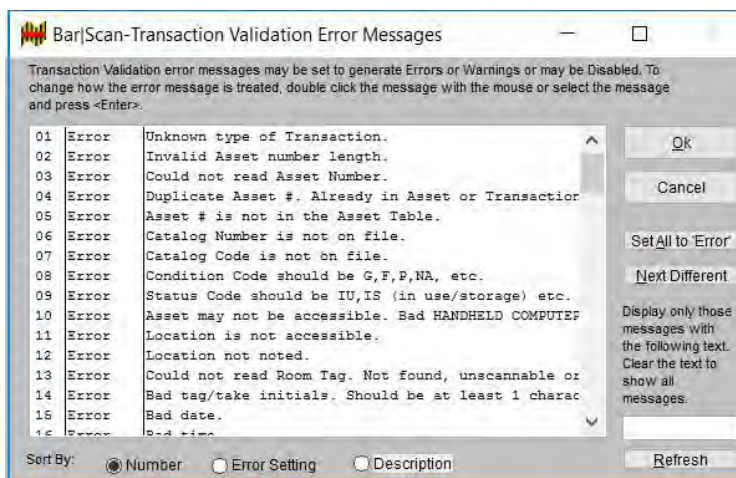 Bar|Scan-Transaction Validation Error Messages
Transaction Validation error messages may be set to generate Errors or Warnings or may be Disabled. To
change how the error message is treated, double click the message with the mouse or select the message
and press <Enter>.
01 Error Unknown type of Transaction.
02 Error Invalid Asset number length.
03 Error Could not read Asset Number.
04 Error Duplicate Asset #. Already in Asset or Transaction
05 Error Asset # is not in the Asset Table.
06 Error Catalog Number is not on file.
07 Error Catalog Code is not on file.
08 Error Condition Code should be G,F,P,NA, etc.
09 Error Status Code should be IU,IS (in use/storage) etc.
10 Error Asset may not be accessible. Bad HANDHELD COMPUTER
11 Error Location is not accessible.
12 Error Location not noted.
13 Error Could not read Room Tag. Not found, unscannable or
14 Error Bad tag/take initials. Should be at least 1 charac
15 Error Bad date.
16 Error Bad time
Ok
Cancel
Set All to 'Error'
Next Different
Display only those
messages with
the following text.
Clear the text to
show all
messages.
Refresh
Sort By: Number Error Setting Description